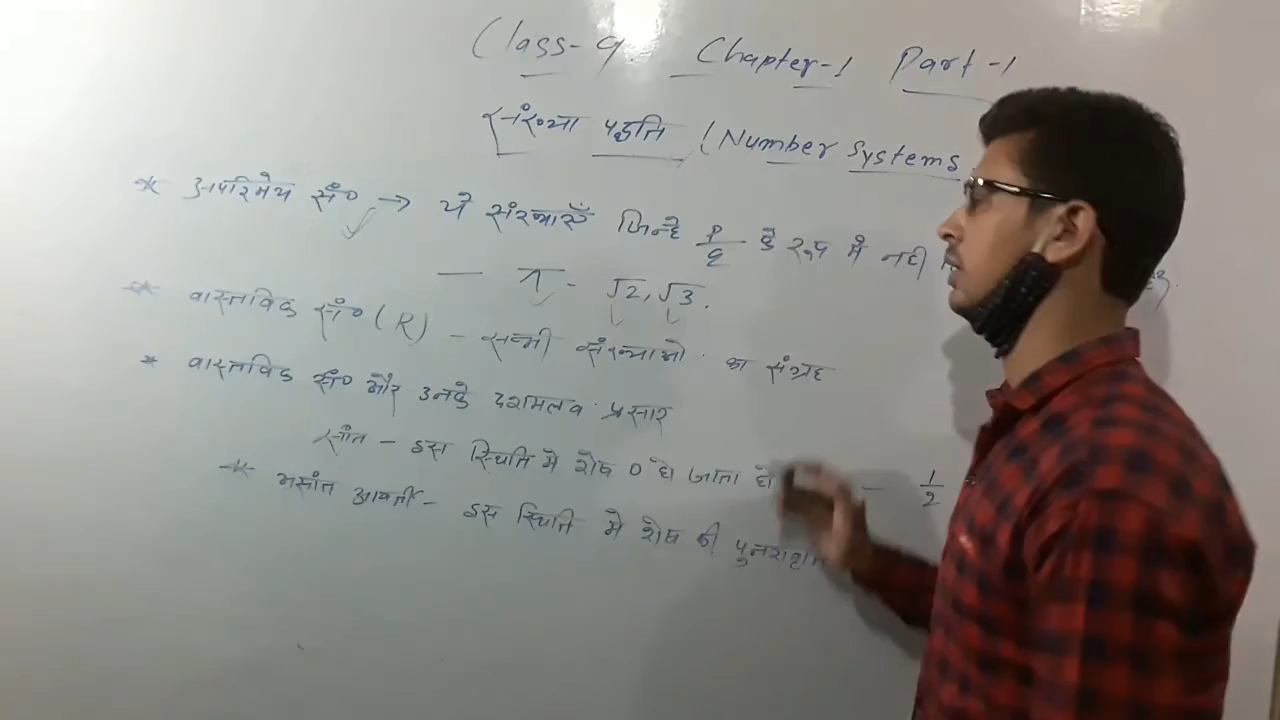 Class-9 Chapter-1 Part-1
संख्या पद्धति (Number Systems
* अपरिमेय सं० → ये संख्याएँ जिन्हे p/q के रूप में नही
— π - √2, √3.
* वास्तविक सं० (R) - सभी संख्याओ का संग्रह
* वास्तविक सं० और उनके दशमलव प्रसार
सांत - इस स्थिति मे शेष 0 हो जाता हो — 1/2
* असांत आवर्ती - इस स्थिति मे शेष की